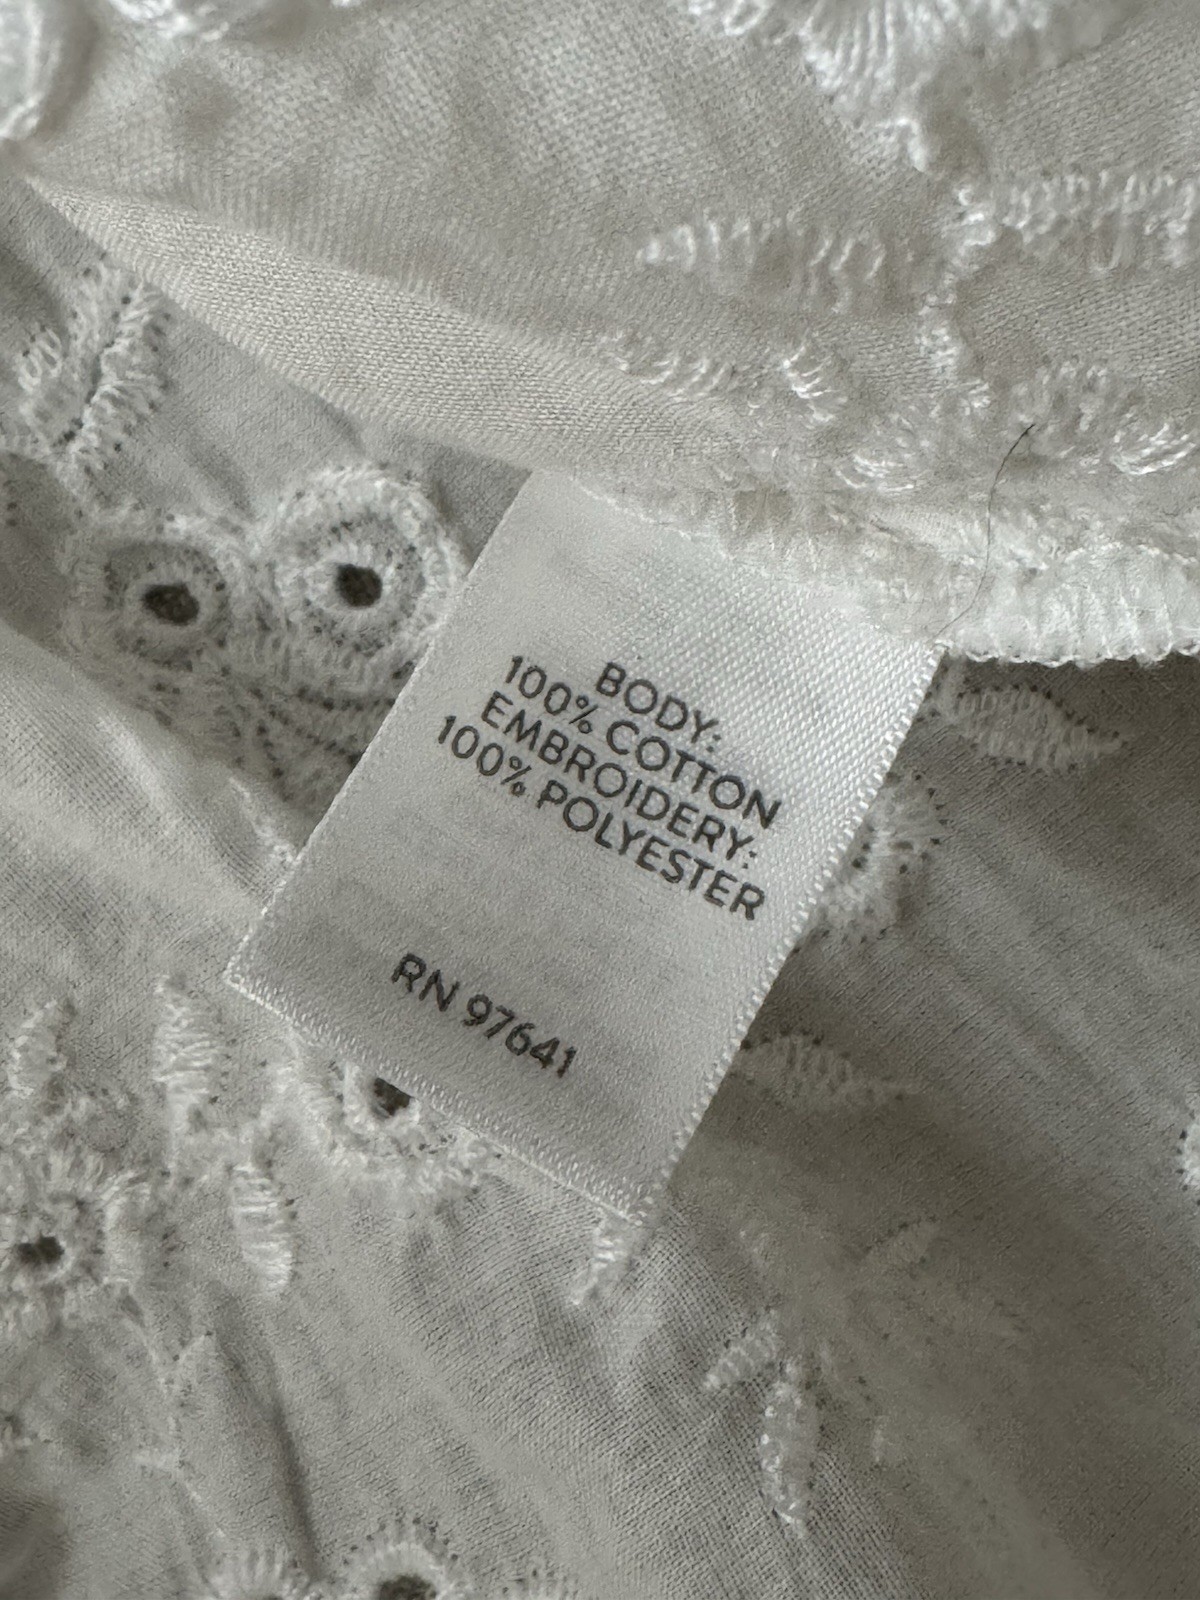 BODY:
100% COTTON
EMBROIDERY:
100% POLYESTER
RN 97641